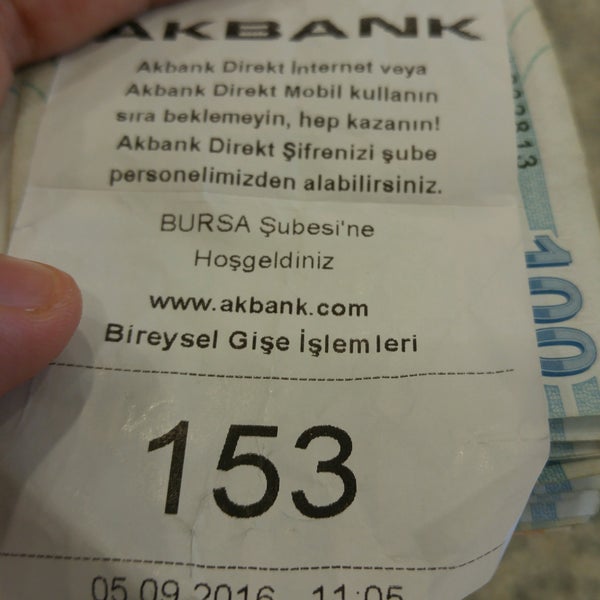 AKBANK
Akbank Direkt İnternet veya
Akbank Direkt Mobil kullanın
sıra beklemeyin, hep kazanın!
Akbank Direkt Şifrenizi şube
personelimizden alabilirsiniz.
BURSA Şubesi'ne
Hoşgeldiniz
www.akbank.com
Bireysel Gişe İşlemleri
153
05.09.2016 11:05
100